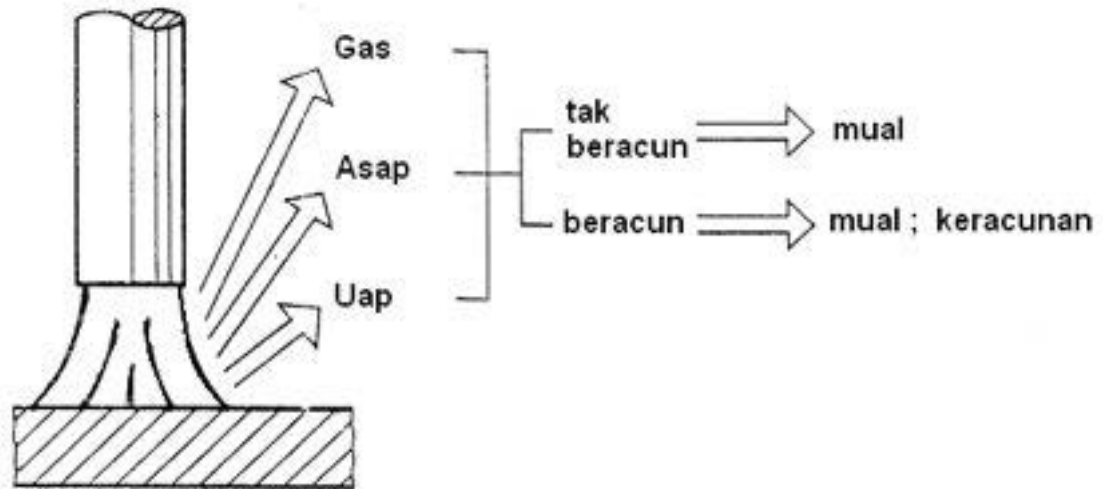 Gas
Asap
Uap
tak
beracun
mual
beracun
mual ; keracunan